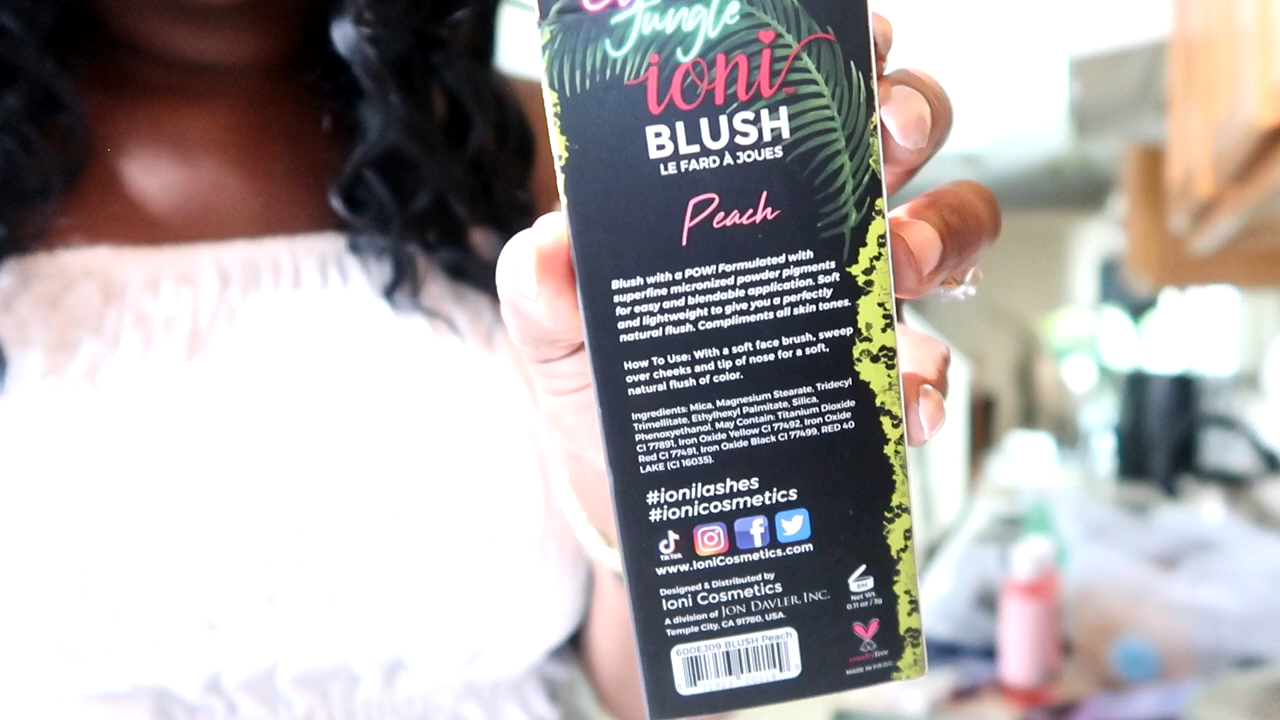 Jungle
ioni
BLUSH
LE FARD À JOUES
Peach
Blush with a POW! Formulated with
superfine micronized powder pigments
for easy and blendable application. Soft
and lightweight to give you a perfectly
natural flush. Compliments all skin tones.
How To Use: With a soft face brush, sweep
over cheeks and tip of nose for a soft,
natural flush of color.
Ingredients: Mica, Magnesium Stearate, Tridecyl
Trimellitate, Ethylhexyl Palmitate, Silica,
Phenoxyethanol. May Contain: Titanium Dioxide
CI 77891, Iron Oxide Yellow CI 77492, Iron Oxide
Red CI 77491, Iron Oxide Black CI 77499, RED 40
LAKE (CI 16035).
#ionilashes
#ionicosmetics
TikTok
www.IoniCosmetics.com
Designed & Distributed by
Ioni Cosmetics
A division of JON DAVLER, INC.
Temple City, CA 91780, USA.
Net Wt.
0.11 oz / 3g
crueltyfree
MADE IN P.R.C.
600EJ09 BLUSH Peach